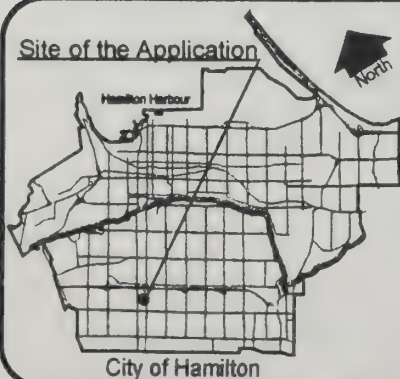 Site of the Application
North
Hamilton Harbour
City of Hamilton